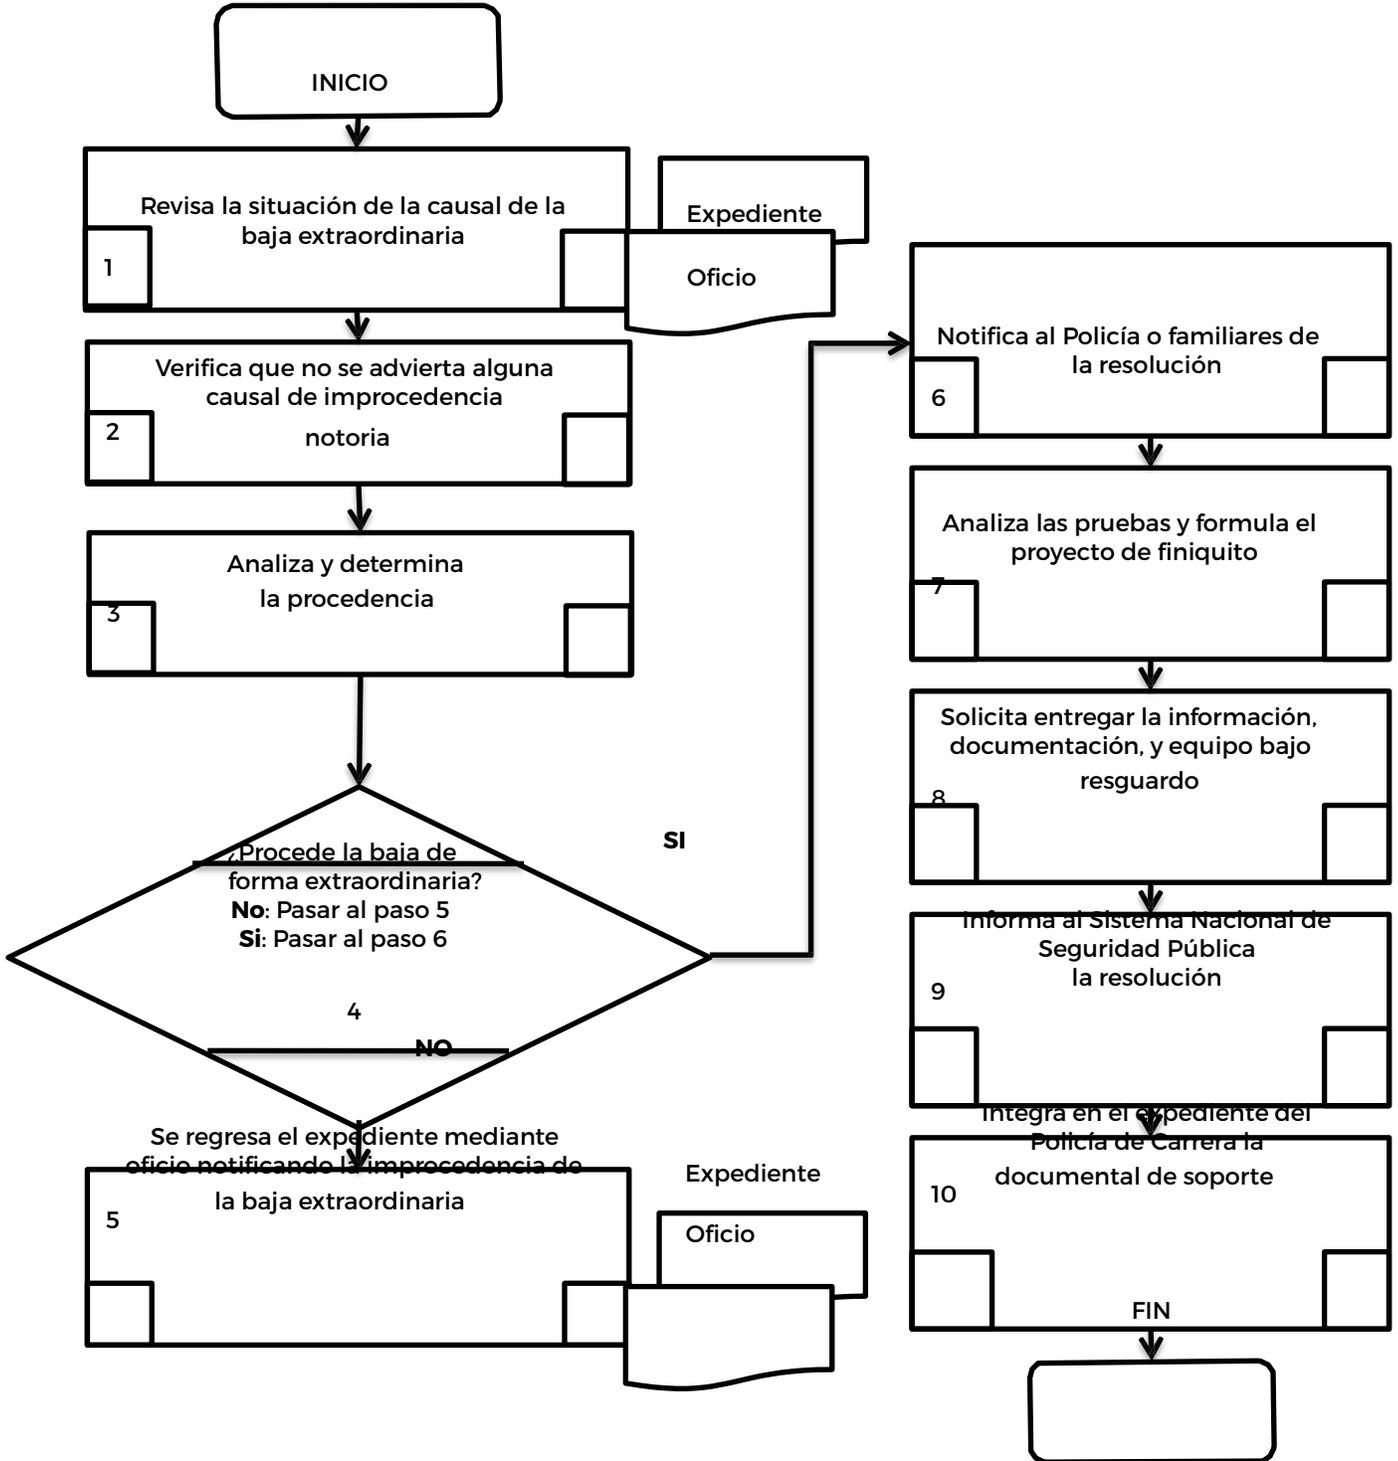 INICIO
Revisa la situación de la causal de la
baja extraordinaria
1
Expediente
Oficio
Verifica que no se advierta alguna
causal de improcedencia
notoria
2
Analiza y determina
la procedencia
3
¿Procede la baja de
forma extraordinaria?
No: Pasar al paso 5
Si: Pasar al paso 6
4
SI
NO
Se regresa el expediente mediante
oficio notificando la improcedencia de
la baja extraordinaria
5
Expediente
Oficio
Notifica al Policía o familiares de
la resolución
6
Analiza las pruebas y formula el
proyecto de finiquito
7
Solicita entregar la información,
documentación, y equipo bajo
resguardo
8
Informa al Sistema Nacional de
Seguridad Pública
la resolución
9
Integra en el expediente del
Policía de Carrera la
documental de soporte
10
FIN